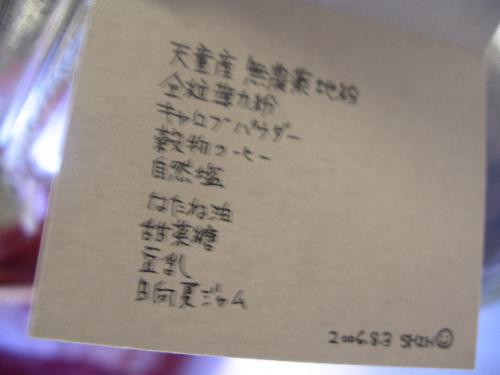 天童産 無農薬 地粉
全粒薄力粉
キャロブパウダー
穀物コーヒー
自然塩
なたね油
甜菜糖
豆乳
日向夏ジャム
2006.8.3 SHZH